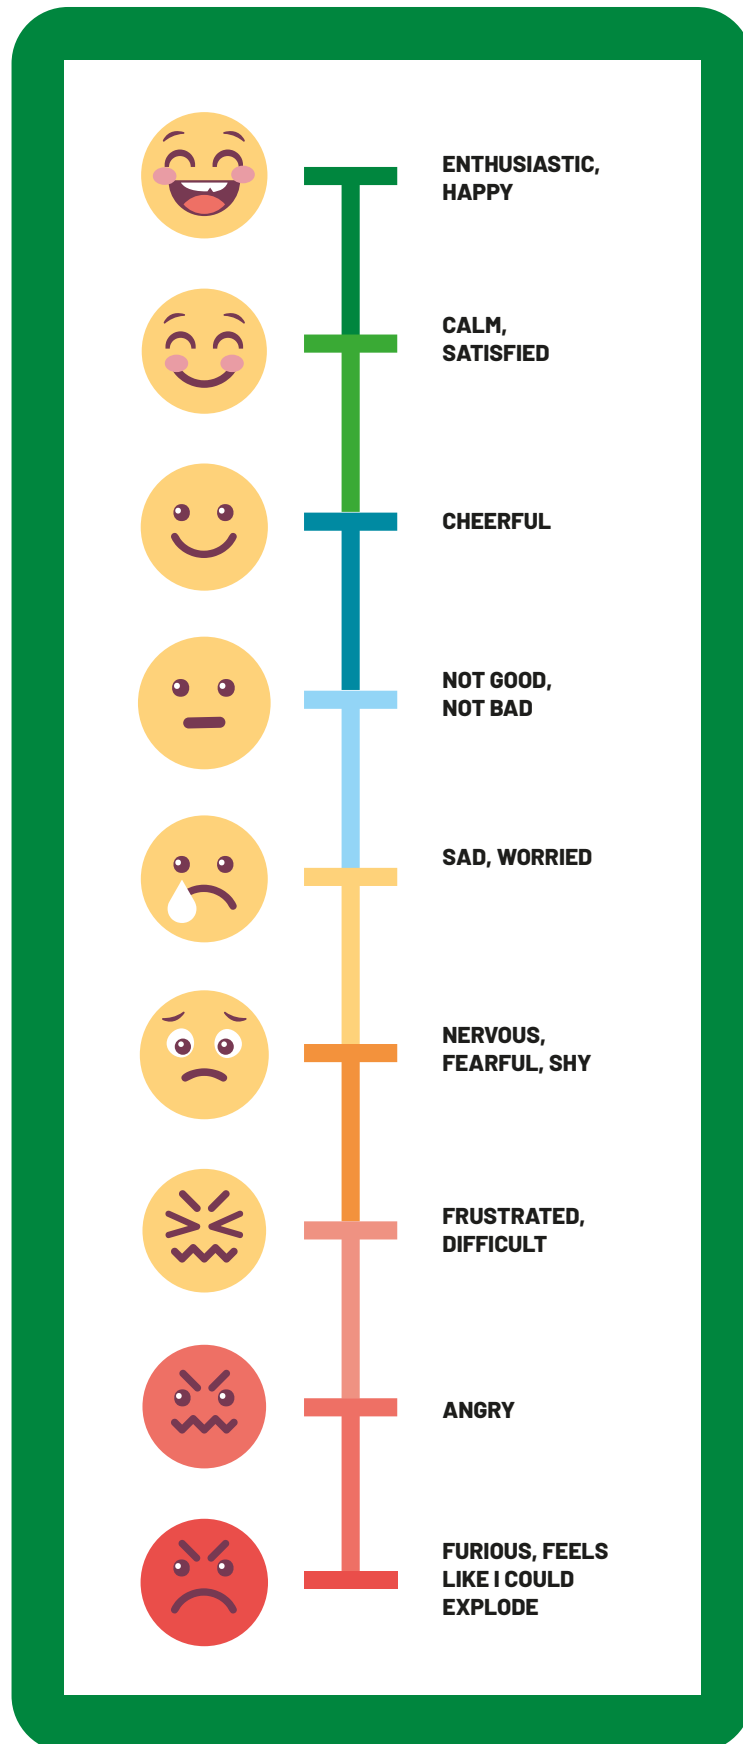 ENTHUSIASTIC,
HAPPY
CALM,
SATISFIED
CHEERFUL
NOT GOOD,
NOT BAD
SAD, WORRIED
NERVOUS,
FEARFUL, SHY
FRUSTRATED,
DIFFICULT
ANGRY
FURIOUS, FEELS
LIKE I COULD
EXPLODE